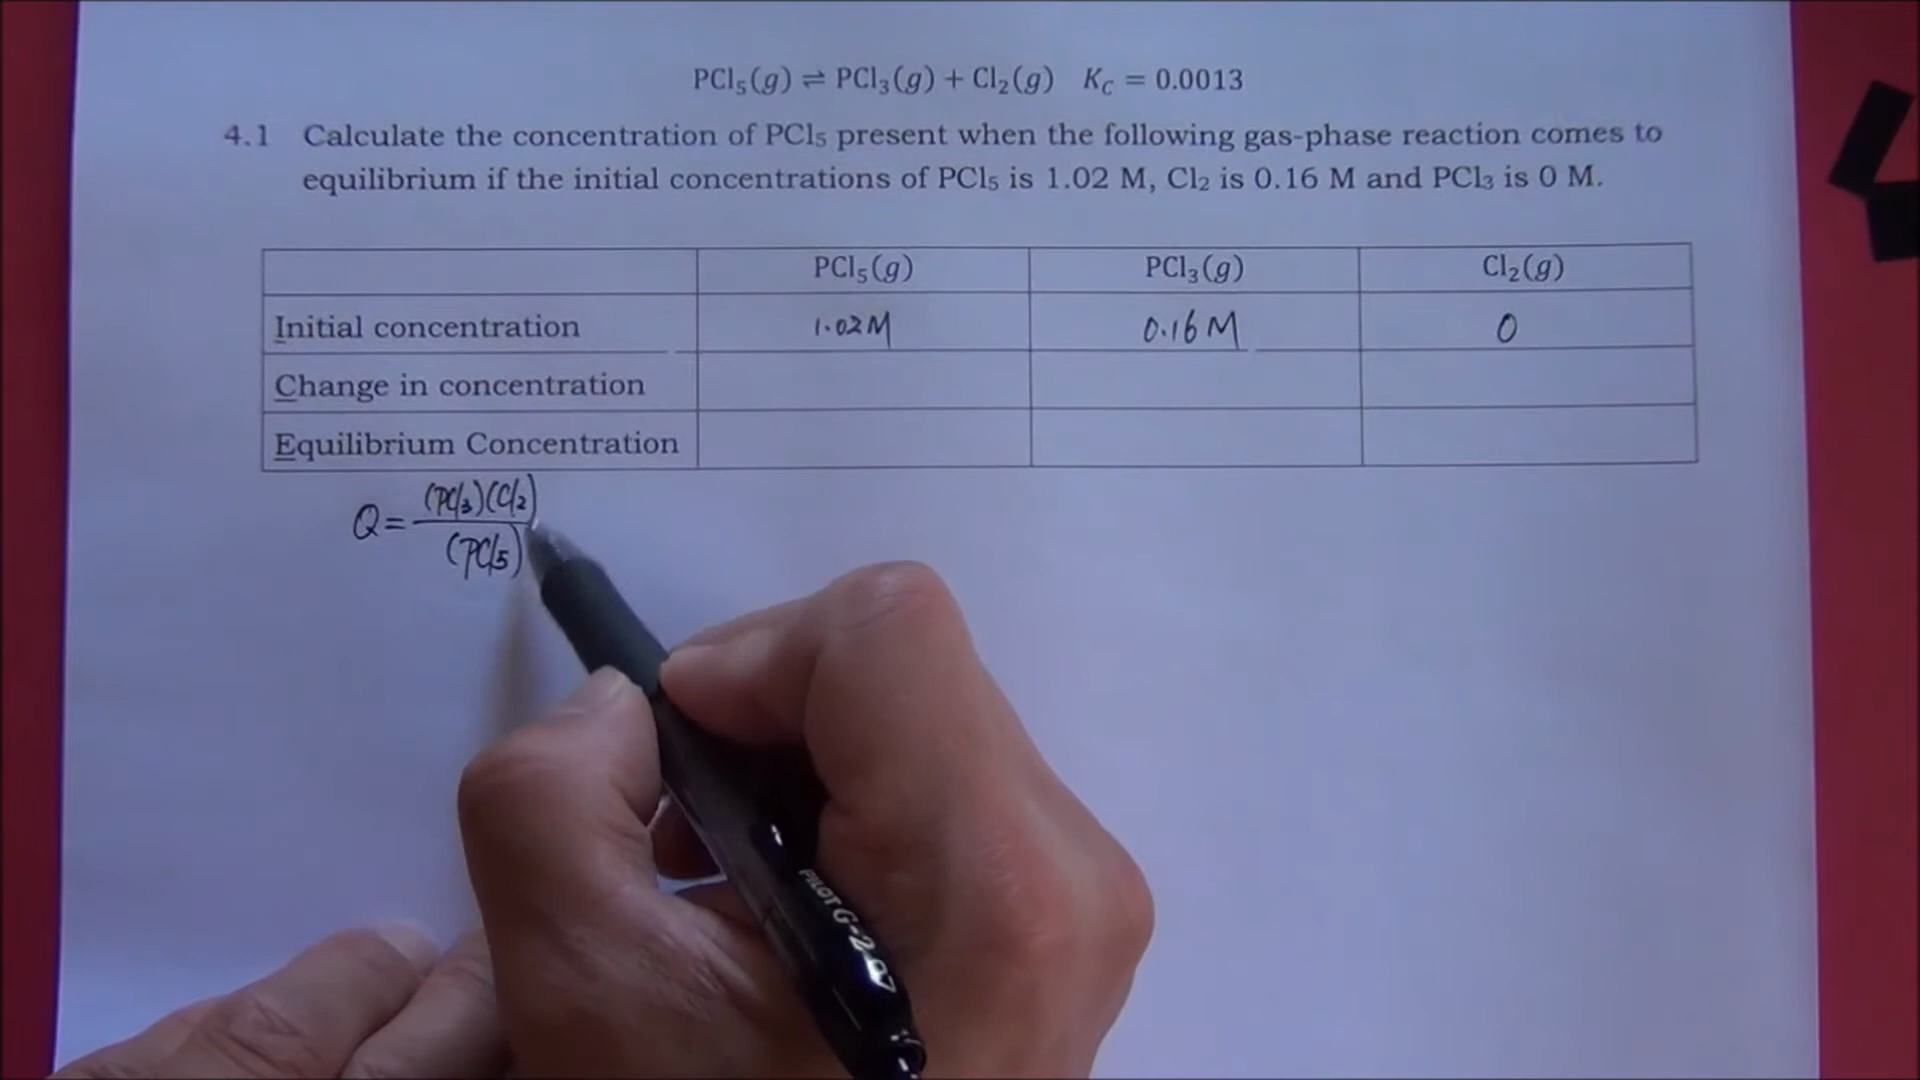 PCl₅(g) ⇌ PCl₃(g) + Cl₂(g) K_C = 0.0013
4.1 Calculate the concentration of PCl₅ present when the following gas-phase reaction comes to
equilibrium if the initial concentrations of PCl₅ is 1.02 M, Cl₂ is 0.16 M and PCl₃ is 0 M.
PCl₅(g) PCl₃(g) Cl₂(g)
Initial concentration 1.02M 0.16M 0
Change in concentration
Equilibrium Concentration
Q = (PCl₃)(Cl₂) / (PCl₅)
PILOT G-2 07